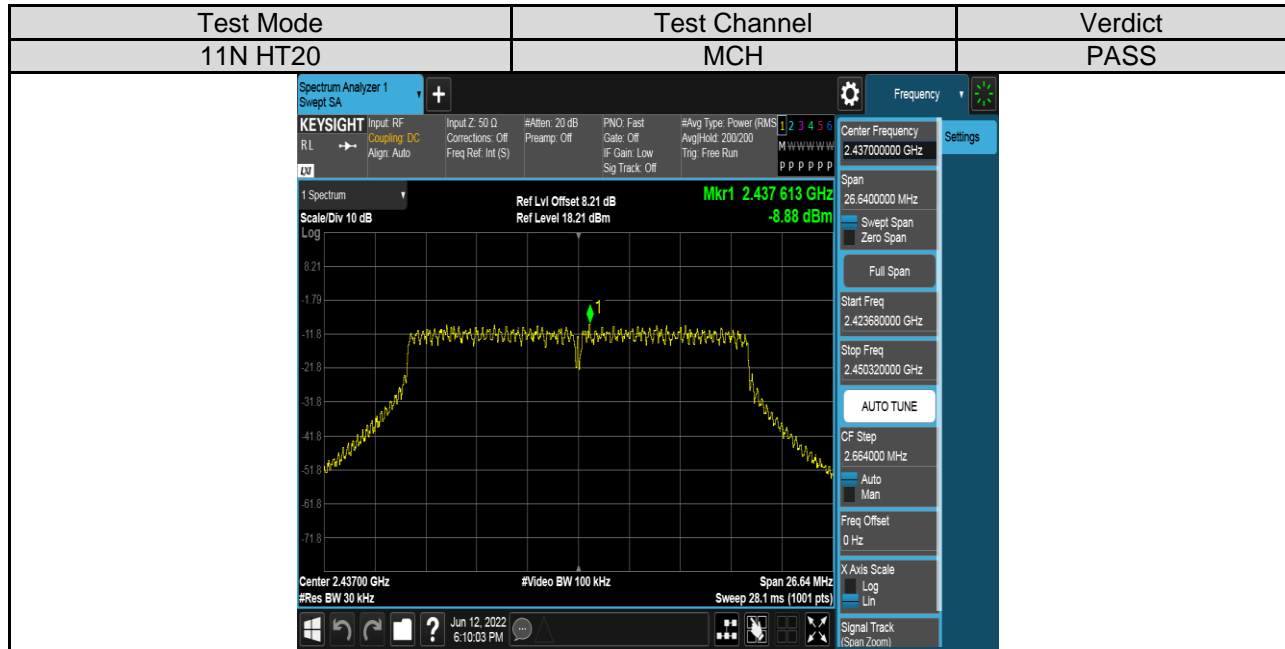 Test Mode Test Channel Verdict
11N HT20 MCH PASS
Spectrum Analyzer 1
Swept SA
+
Frequency
KEYSIGHT
RL
LXI
Input: RF
Coupling: DC
Align: Auto
Input Z: 50 Ω
Corrections: Off
Freq Ref: Int (S)
#Atten: 20 dB
Preamp: Off
PNO: Fast
Gate: Off
IF Gain: Low
Sig Track: Off
#Avg Type: Power (RMS
Avg|Hold: 200/200
Trig: Free Run
1 2 3 4 5 6
M W W W W W
P P P P P P
1 Spectrum
Scale/Div 10 dB
Log
Ref Lvl Offset 8.21 dB
Ref Level 18.21 dBm
Mkr1 2.437 613 GHz
-8.88 dBm
8.21
-1.79
-11.8
-21.8
-31.8
-41.8
-51.8
-61.8
-71.8
1
Center 2.43700 GHz
#Res BW 30 kHz
#Video BW 100 kHz
Span 26.64 MHz
Sweep 28.1 ms (1001 pts)
?
Jun 12, 2022
6:10:03 PM
Center Frequency
2.437000000 GHz
Settings
Span
26.6400000 MHz
Swept Span
Zero Span
Full Span
Start Freq
2.423680000 GHz
Stop Freq
2.450320000 GHz
AUTO TUNE
CF Step
2.664000 MHz
Auto
Man
Freq Offset
0 Hz
X Axis Scale
Log
Lin
Signal Track
(Span Zoom)